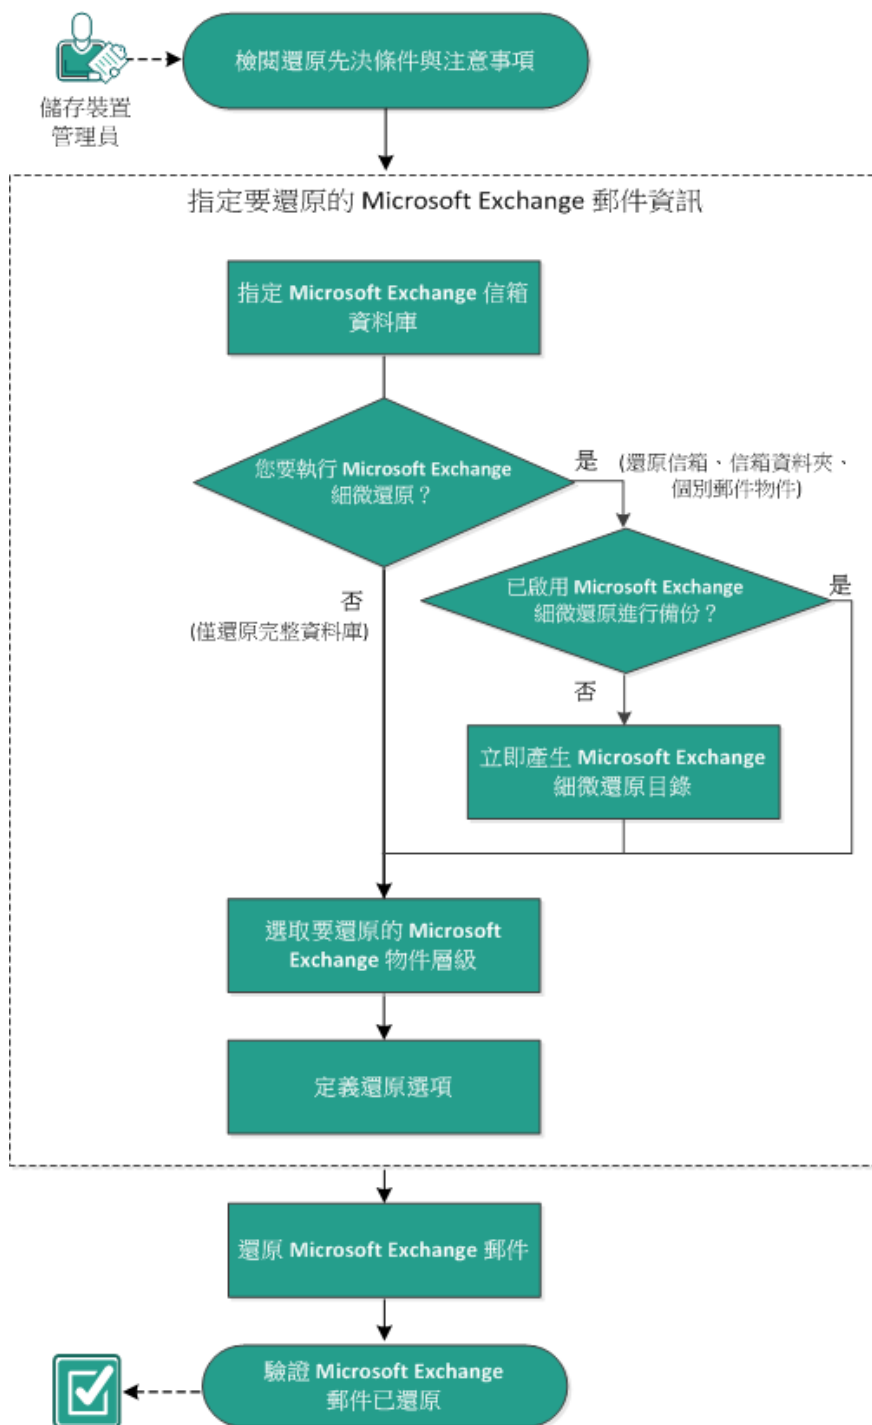 檢閱還原先決條件與注意事項
儲存裝置
管理員
指定要還原的 Microsoft Exchange 郵件資訊
指定 Microsoft Exchange 信箱
資料庫
您要執行 Microsoft Exchange
細微還原？
是 (還原信箱、信箱資料夾、
個別郵件物件)
已啟用 Microsoft Exchange
細微還原進行備份？
是
否
(僅還原完整資料庫)
否
立即產生 Microsoft Exchange
細微還原目錄
選取要還原的 Microsoft
Exchange 物件層級
定義還原選項
還原 Microsoft Exchange 郵件
驗證 Microsoft Exchange
郵件已還原